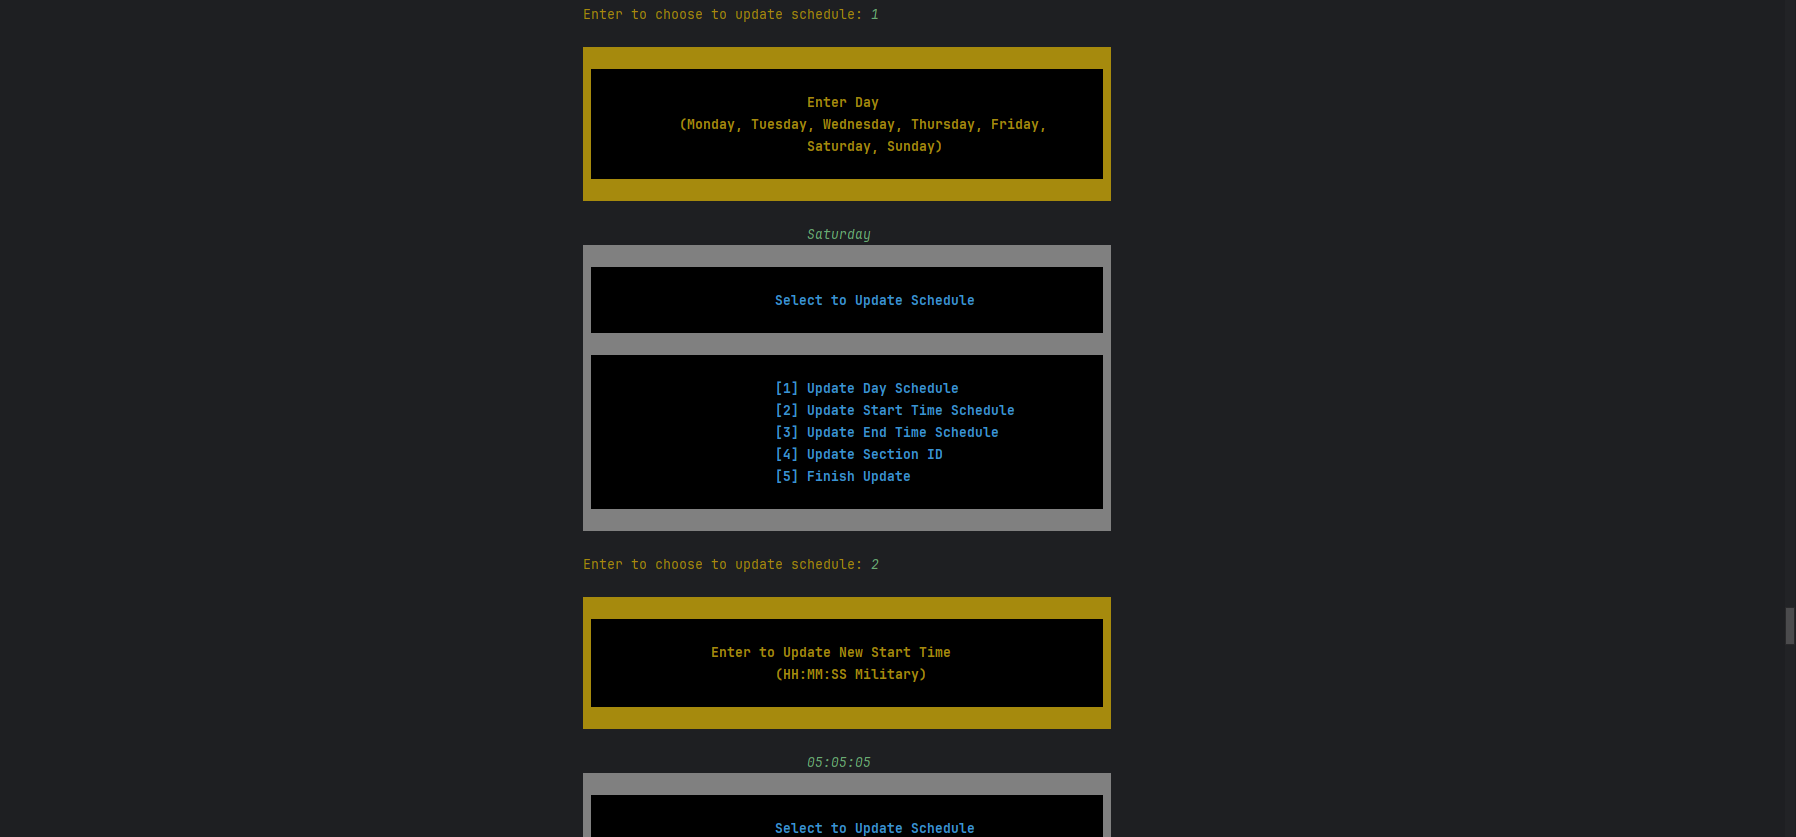 Enter to choose to update schedule: 1
Enter Day
(Monday, Tuesday, Wednesday, Thursday, Friday,
Saturday, Sunday)
Saturday
Select to Update Schedule
[1] Update Day Schedule
[2] Update Start Time Schedule
[3] Update End Time Schedule
[4] Update Section ID
[5] Finish Update
Enter to choose to update schedule: 2
Enter to Update New Start Time
(HH:MM:SS Military)
05:05:05
Select to Update Schedule